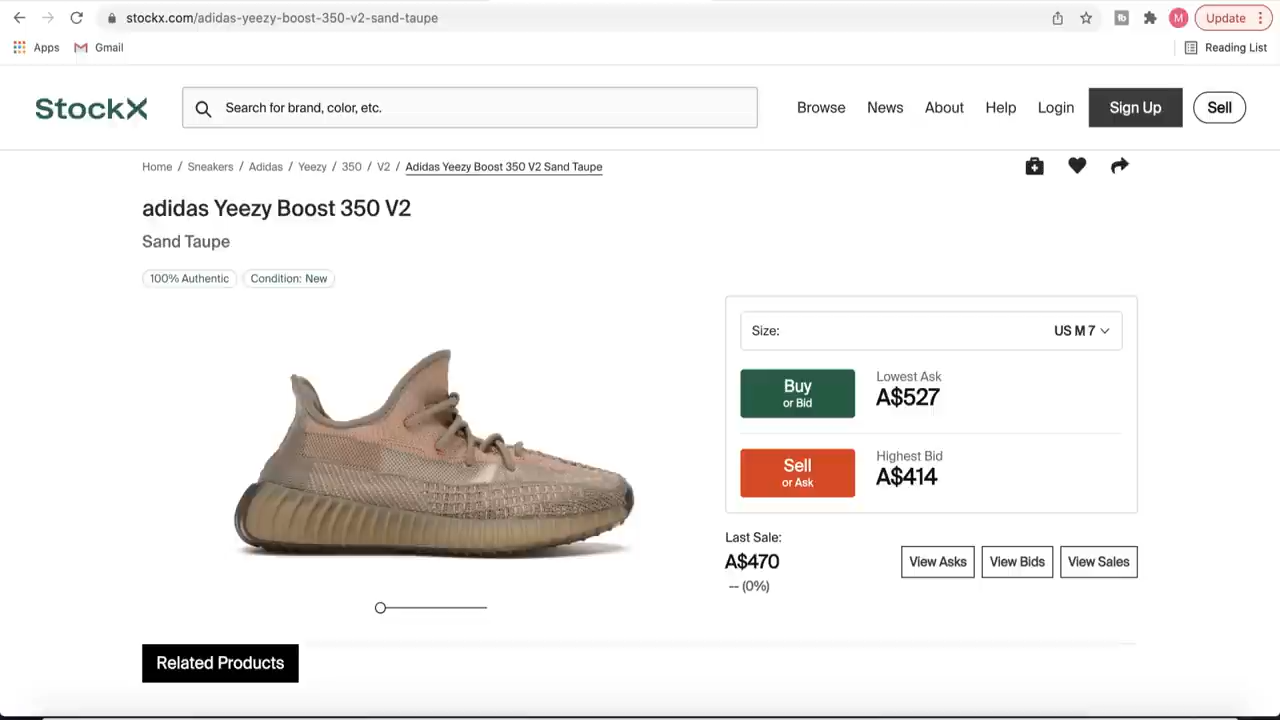 stockx.com/adidas-yeezy-boost-350-v2-sand-taupe
M
Update
Apps
Gmail
Reading List
StockX
Search for brand, color, etc.
Browse
News
About
Help
Login
Sign Up
Sell
Home / Sneakers / Adidas / Yeezy / 350 / V2 / Adidas Yeezy Boost 350 V2 Sand Taupe
adidas Yeezy Boost 350 V2
Sand Taupe
100% Authentic
Condition: New
Size:
US M 7
Buy
or Bid
Lowest Ask
A$527
Sell
or Ask
Highest Bid
A$414
Last Sale:
A$470
-- (0%)
View Asks
View Bids
View Sales
Related Products